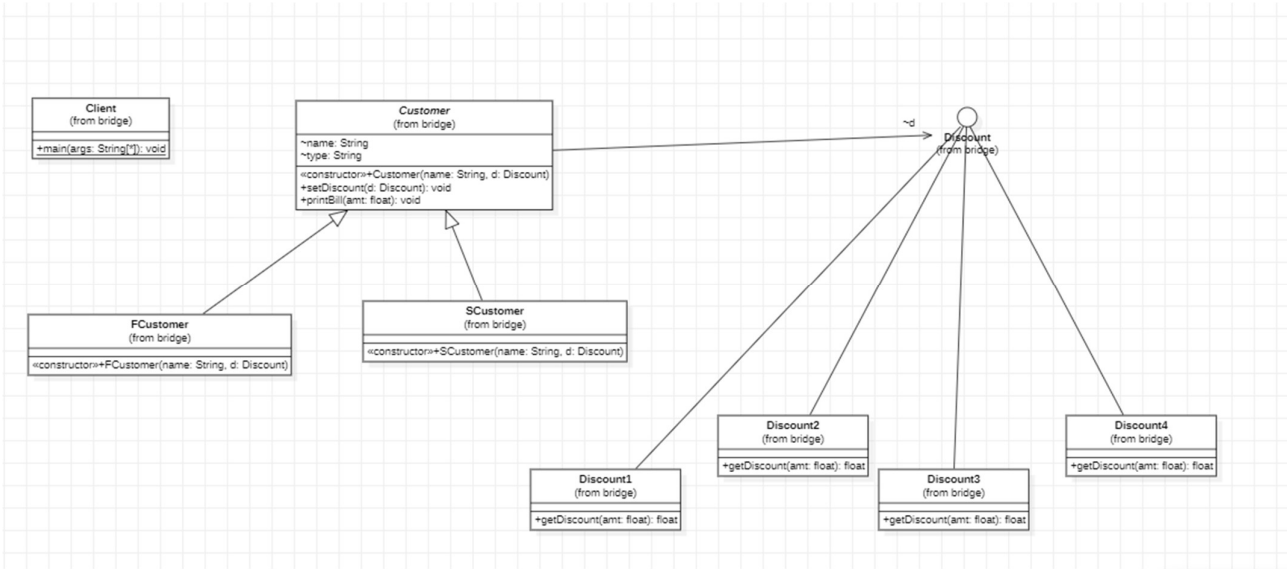 Client
(from bridge)
+main(args: String[*]): void
Customer
(from bridge)
~name: String
~type: String
«constructor»+Customer(name: String, d: Discount)
+setDiscount(d: Discount): void
+printBill(amt: float): void
~d
Discount
(from bridge)
FCustomer
(from bridge)
«constructor»+FCustomer(name: String, d: Discount)
SCustomer
(from bridge)
«constructor»+SCustomer(name: String, d: Discount)
Discount1
(from bridge)
+getDiscount(amt: float): float
Discount2
(from bridge)
+getDiscount(amt: float): float
Discount3
(from bridge)
+getDiscount(amt: float): float
Discount4
(from bridge)
+getDiscount(amt: float): float